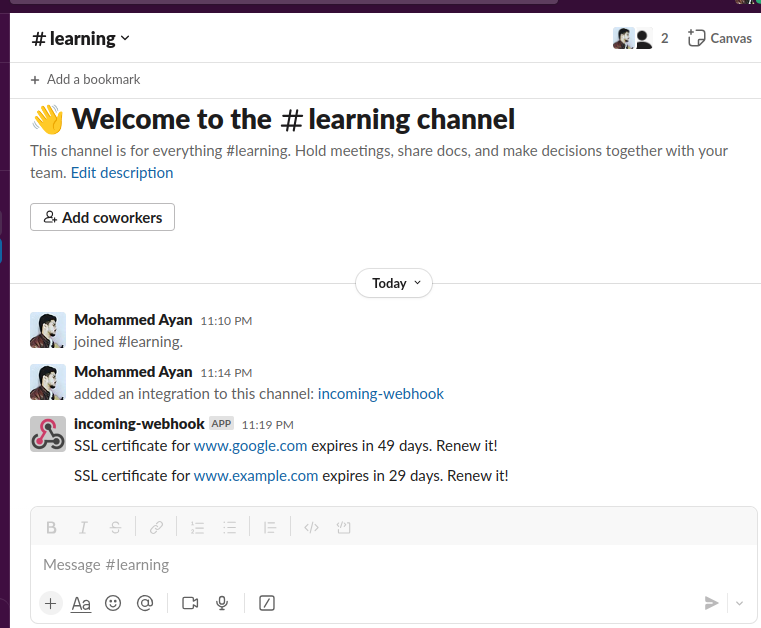 # learning
2
Canvas
+ Add a bookmark
👋 Welcome to the # learning channel
This channel is for everything #learning. Hold meetings, share docs, and make decisions together with your
team. Edit description
Add coworkers
Today
Mohammed Ayan 11:10 PM
joined #learning.
Mohammed Ayan 11:14 PM
added an integration to this channel: incoming-webhook
incoming-webhook APP 11:19 PM
SSL certificate for www.google.com expires in 49 days. Renew it!
SSL certificate for www.example.com expires in 29 days. Renew it!
B I S
Message #learning
+ Aa @